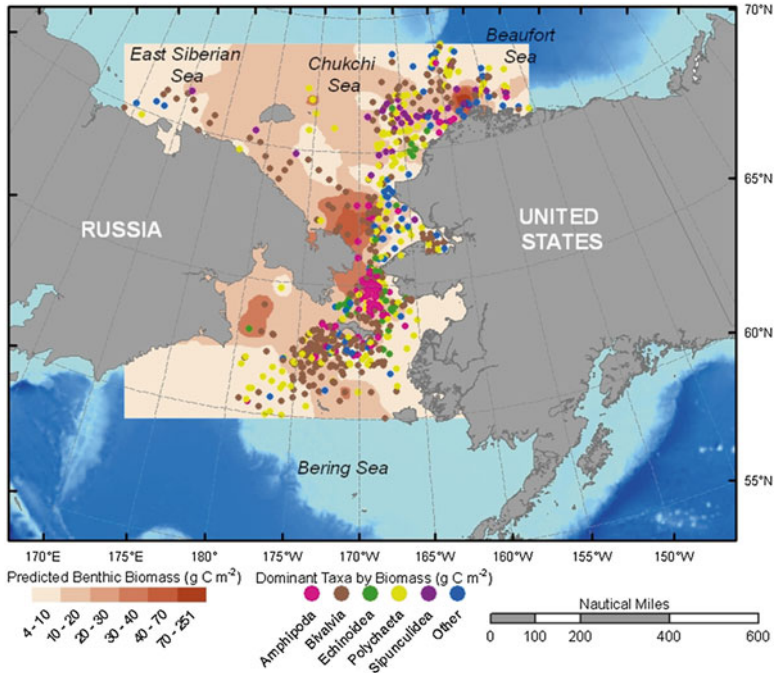 East Siberian
Sea
Chukchi
Sea
Beaufort
Sea
70°N
65°N
RUSSIA
UNITED
STATES
60°N
Bering Sea
55°N
170°E
175°E
180°
175°W
170°W
165°W
160°W
155°W
150°W
Predicted Benthic Biomass (g C m-2)
4 - 10
10 - 20
20 - 30
30 - 40
40 - 70
70 - 251
Dominant Taxa by Biomass (g C m-2)
Amphipoda
Bivalvia
Echinoidea
Polychaeta
Sipunculidea
Other
Nautical Miles
0 100 200 400 600